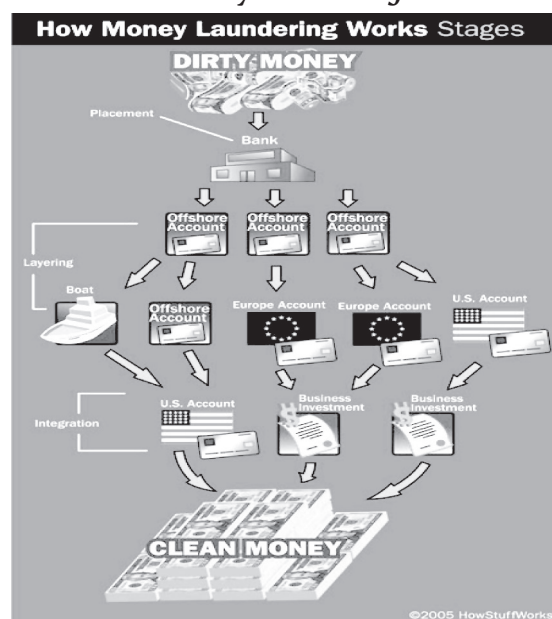 How Money Laundering Works Stages
DIRTY MONEY
Placement
Bank
Offshore Account
Offshore Account
Offshore Account
Layering
Boat
Offshore Account
Europe Account
Europe Account
U.S. Account
Integration
U.S. Account
Business Investment
Business Investment
CLEAN MONEY
©2005 HowStuffWorks